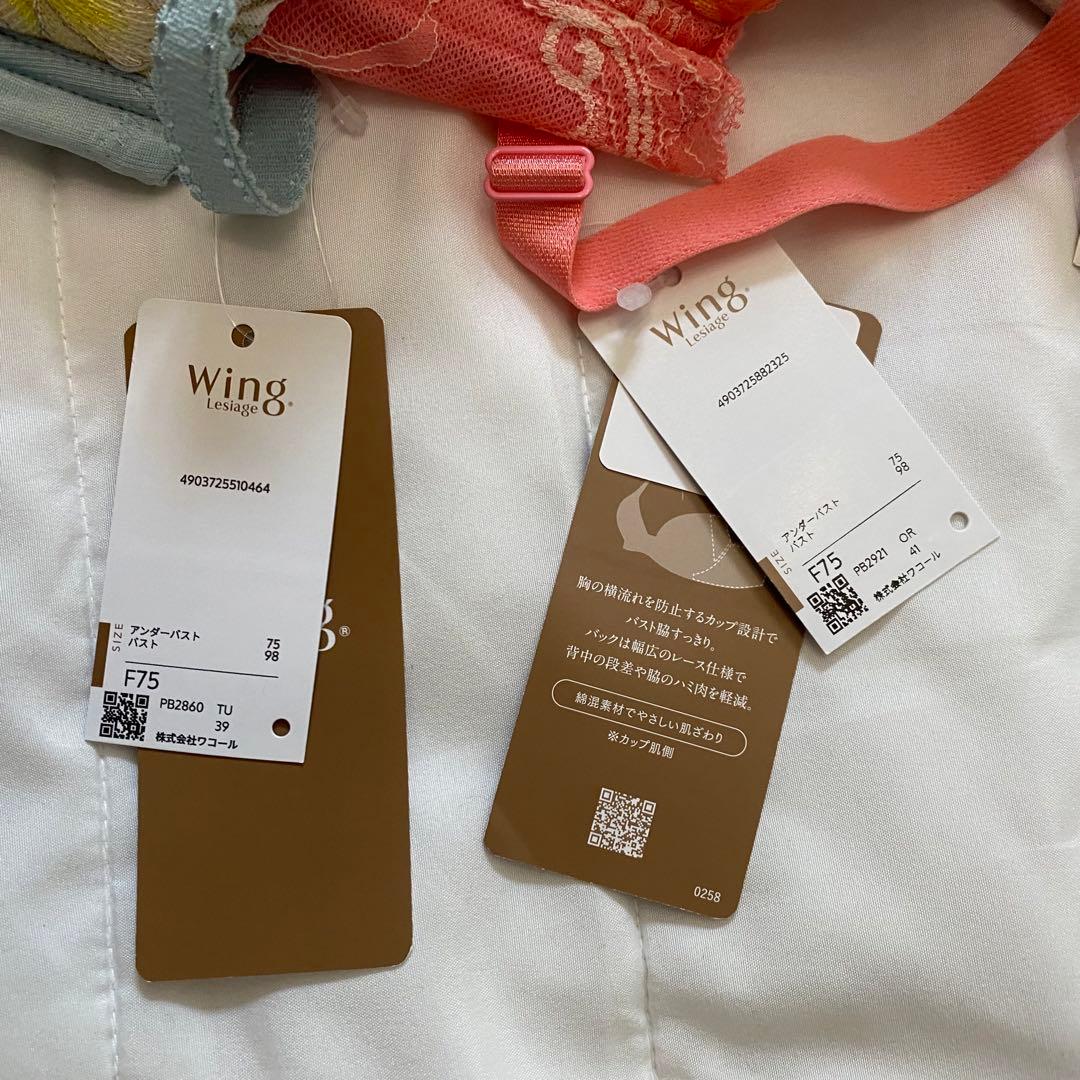 Wing
Lesiage
4903725510464
SIZE
アンダーバスト 75
バスト 98
F75
PB2860 TU
39
株式会社ワコール
g®
Wing
Lesiage
4903725882325
SIZE
アンダーバスト 75
バスト 98
F75
PB2921 OR
41
株式会社ワコール
胸の横流れを防止するカップ設計で
バスト脇すっきり。
バックは幅広のレース仕様で
背中の段差や脇のハミ肉を軽減。
綿混素材でやさしい肌ざわり
※カップ肌側
0258